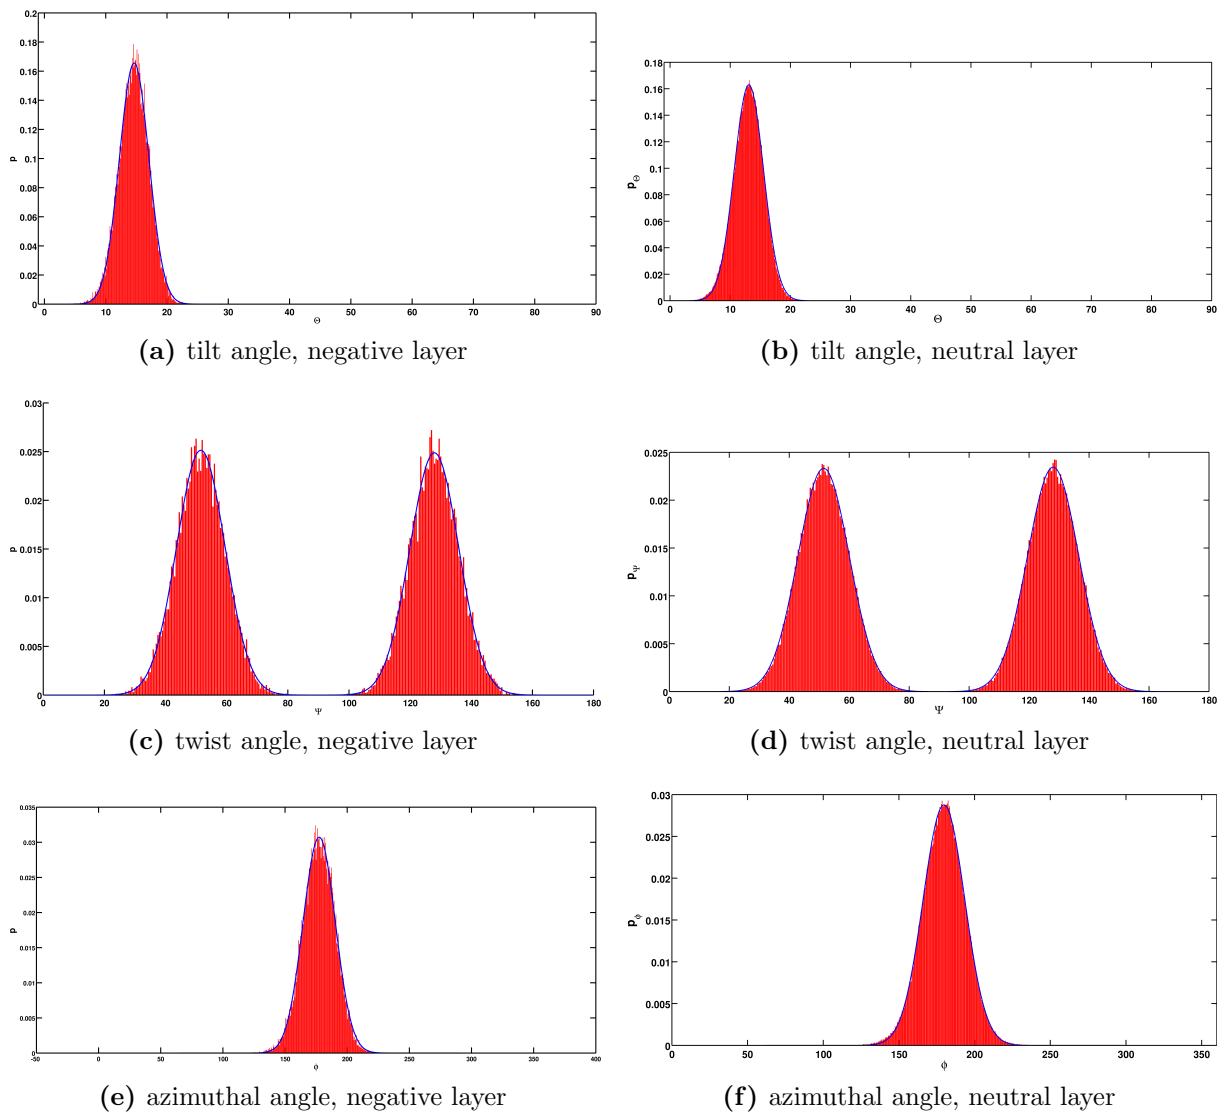 0.2
0.18
0.16
0.14
0.12
0.1
0.08
0.06
0.04
0.02
0
p
0 10 20 30 40 50 60 70 80 90
Θ
(a) tilt angle, negative layer
0.18
0.16
0.14
0.12
0.1
0.08
0.06
0.04
0.02
0
p_Θ
0 10 20 30 40 50 60 70 80 90
Θ
(b) tilt angle, neutral layer
0.03
0.025
0.02
0.015
0.01
0.005
0
p
0 20 40 60 80 100 120 140 160 180
Ψ
(c) twist angle, negative layer
0.025
0.02
0.015
0.01
0.005
0
p_Ψ
0 20 40 60 80 100 120 140 160 180
Ψ
(d) twist angle, neutral layer
0.035
0.03
0.025
0.02
0.015
0.01
0.005
0
p
-50 0 50 100 150 200 250 300 350 400
ϕ
(e) azimuthal angle, negative layer
0.03
0.025
0.02
0.015
0.01
0.005
0
p_ϕ
0 50 100 150 200 250 300 350
ϕ
(f) azimuthal angle, neutral layer